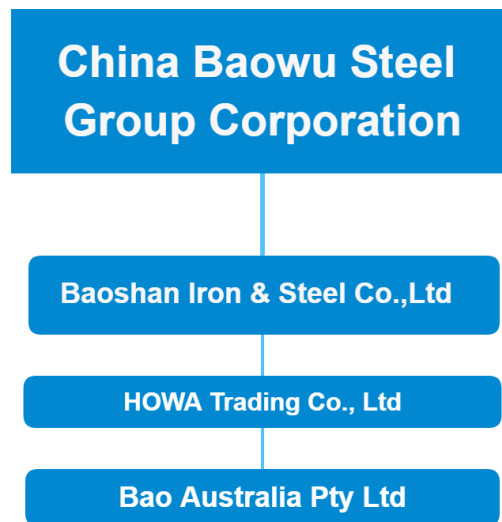 China Baowu Steel
Group Corporation
Baoshan Iron & Steel Co.,Ltd
HOWA Trading Co., Ltd
Bao Australia Pty Ltd